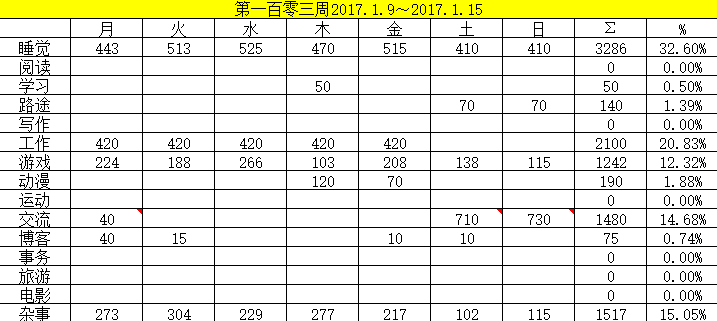 第一百零三周2017.1.9～2017.1.15
月 火 水 木 金 土 日 Σ %
睡觉 443 513 525 470 515 410 410 3286 32.60%
阅读 0 0.00%
学习 50 50 0.50%
路途 70 70 140 1.39%
写作 0 0.00%
工作 420 420 420 420 420 2100 20.83%
游戏 224 188 266 103 208 138 115 1242 12.32%
动漫 120 70 190 1.88%
运动 0 0.00%
交流 40 710 730 1480 14.68%
博客 40 15 10 10 75 0.74%
事务 0 0.00%
旅游 0 0.00%
电影 0 0.00%
杂事 273 304 229 277 217 102 115 1517 15.05%